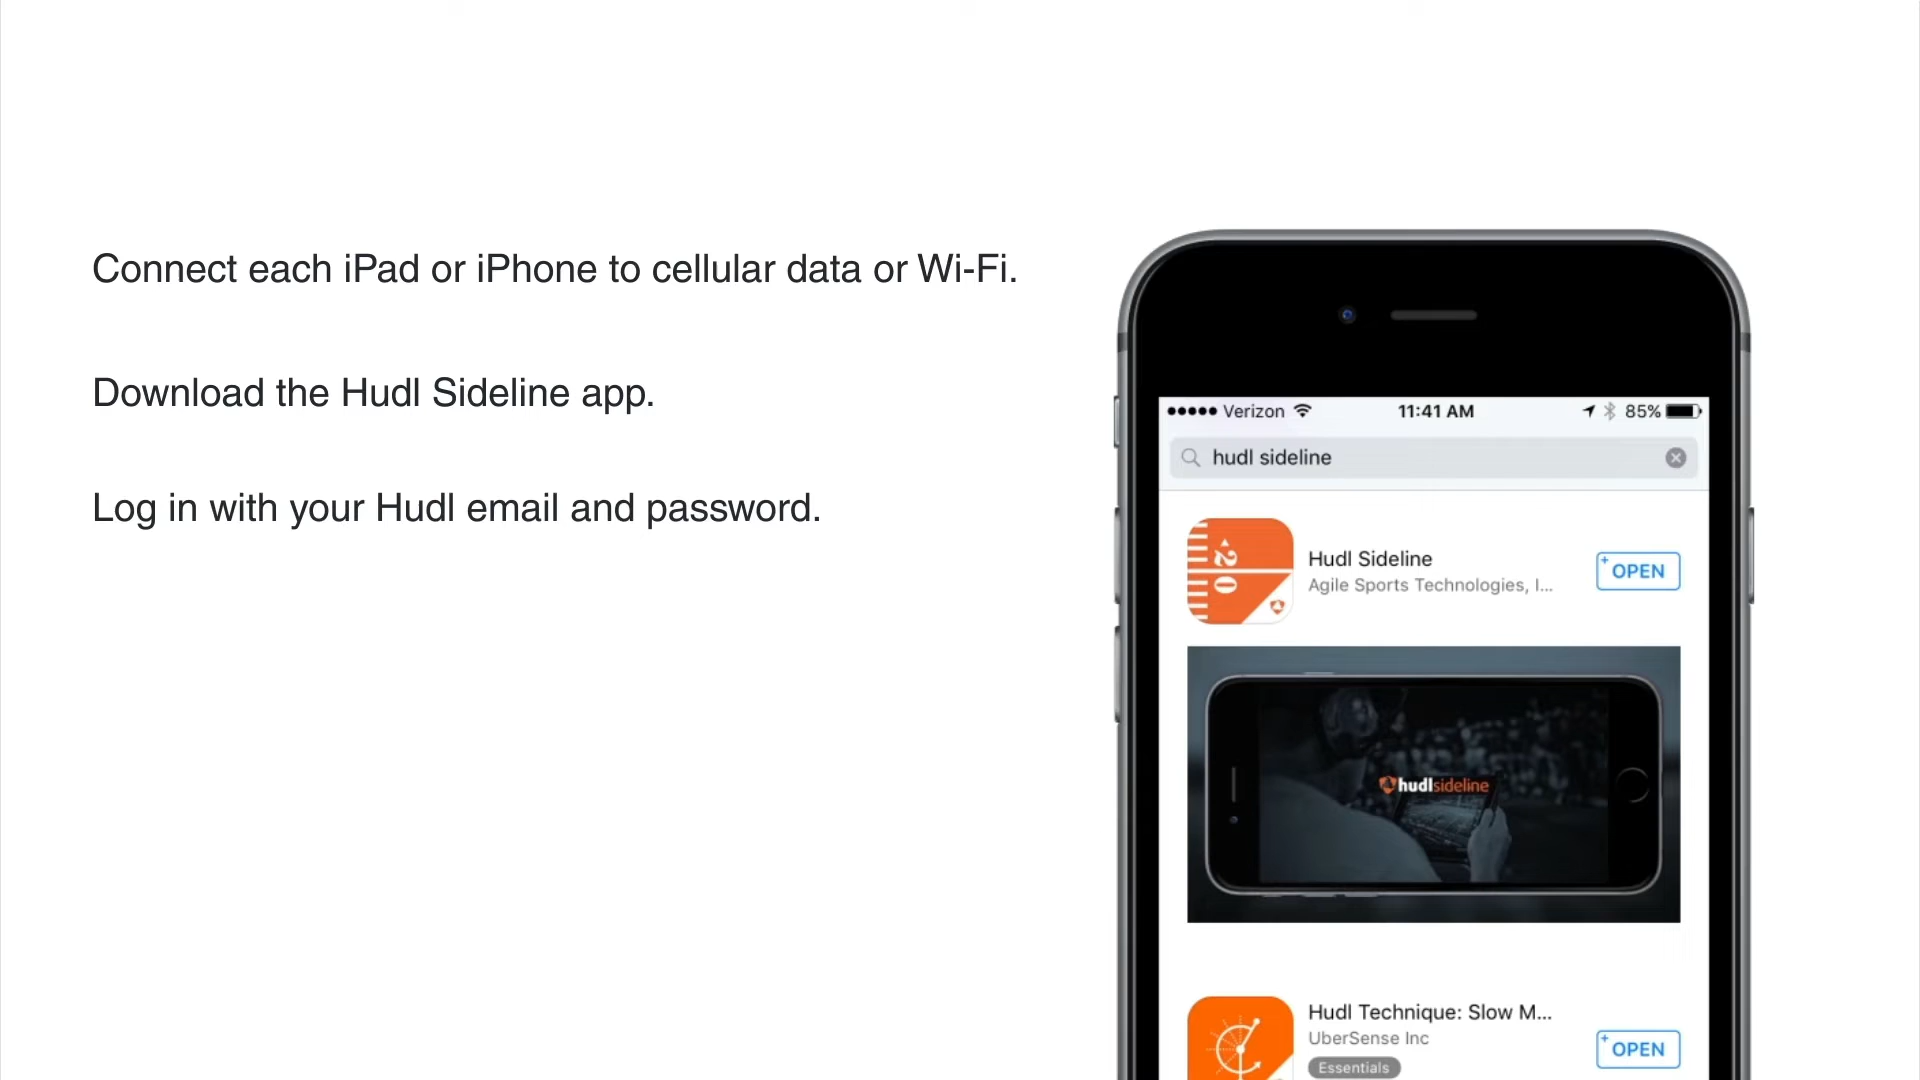 Connect each iPad or iPhone to cellular data or Wi-Fi.
Download the Hudl Sideline app.
Log in with your Hudl email and password.
Verizon 11:41 AM 85%
hudl sideline
20
Hudl Sideline
Agile Sports Technologies, I...
OPEN
hudlsideline
Hudl Technique: Slow M...
UberSense Inc
Essentials
OPEN